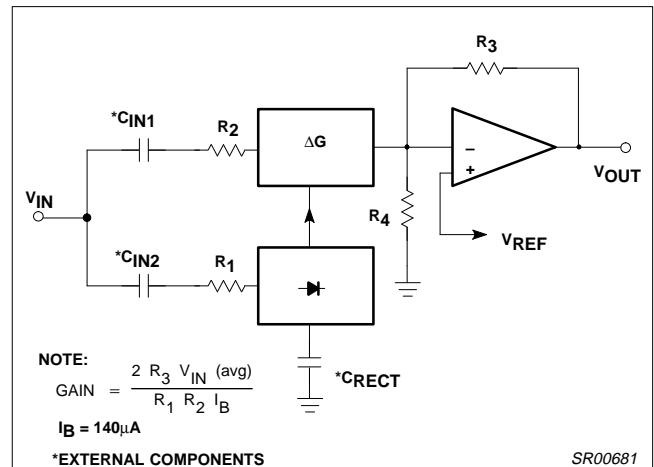 R3
*CIN1
R2
ΔG
−
+
VOUT
VIN
R4
VREF
*CIN2
R1
*CRECT
NOTE:
GAIN = 2 R3 VIN (avg) / R1 R2 IB
IB = 140µA
*EXTERNAL COMPONENTS
SR00681